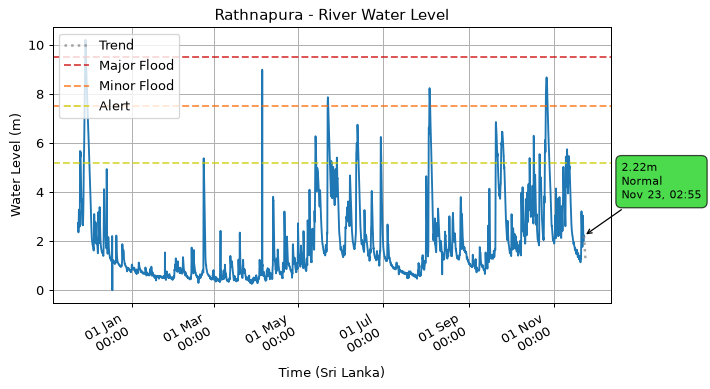 Rathnapura - River Water Level
Trend
Major Flood
Minor Flood
Alert
Water Level (m)
10
8
6
4
2
0
2.22m
Normal
Nov 23, 02:55
01 Jan
00:00
01 Mar
00:00
01 May
00:00
01 Jul
00:00
01 Sep
00:00
01 Nov
00:00
Time (Sri Lanka)